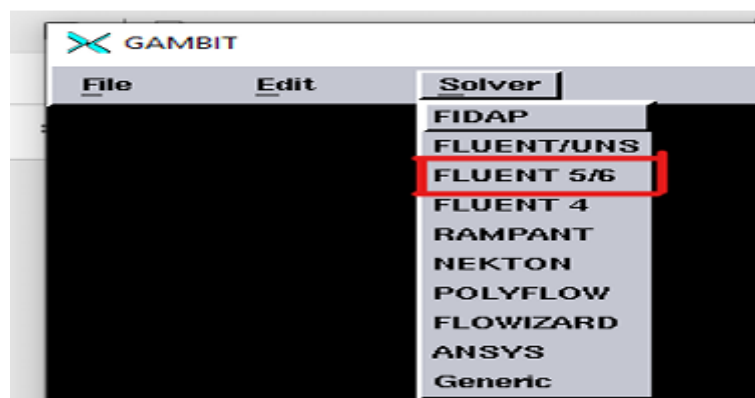 GAMBIT
File Edit Solver
FIDAP
FLUENT/UNS
FLUENT 5/6
FLUENT 4
RAMPANT
NEKTON
POLYFLOW
FLOWIZARD
ANSYS
Generic